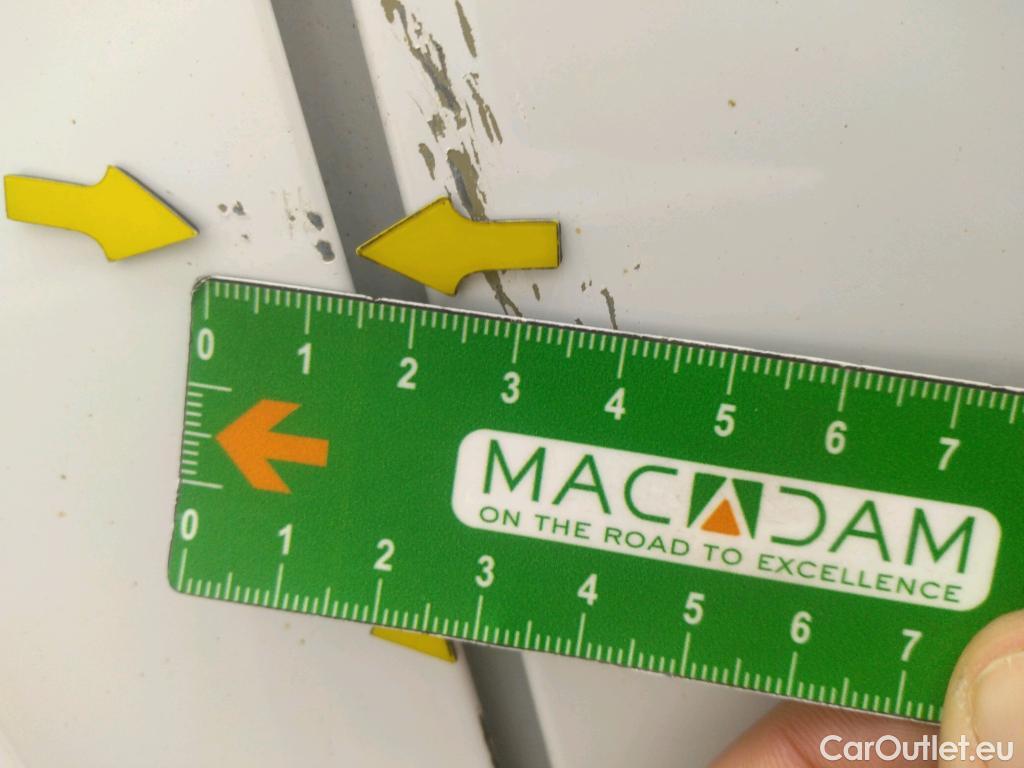 0 1 2 3 4 5 6 7
MACADAM
ON THE ROAD TO EXCELLENCE
0 1 2 3 4 5 6 7
CarOutlet.eu